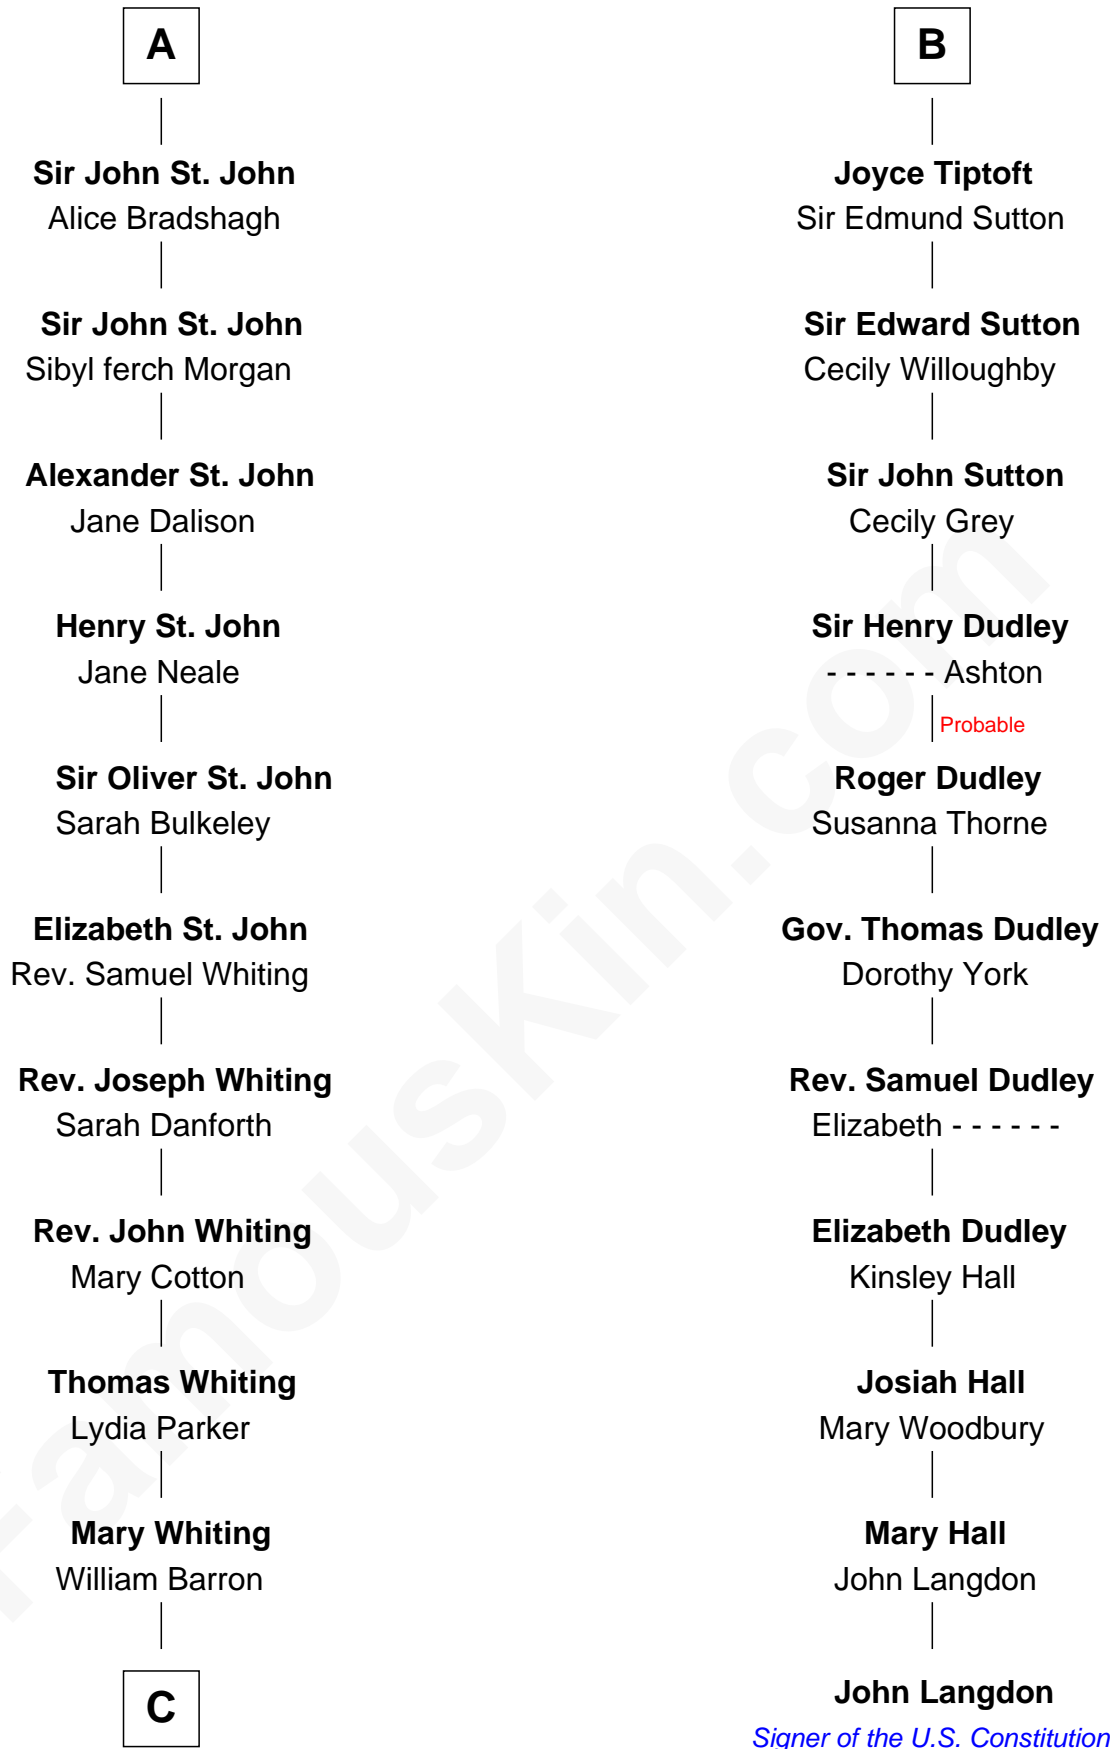 A
Sir John St. John
Alice Bradshagh
Sir John St. John
Sibyl ferch Morgan
Alexander St. John
Jane Dalison
Henry St. John
Jane Neale
Sir Oliver St. John
Sarah Bulkeley
Elizabeth St. John
Rev. Samuel Whiting
Rev. Joseph Whiting
Sarah Danforth
Rev. John Whiting
Mary Cotton
Thomas Whiting
Lydia Parker
Mary Whiting
William Barron
C
B
Joyce Tiptoft
Sir Edmund Sutton
Sir Edward Sutton
Cecily Willoughby
Sir John Sutton
Cecily Grey
Sir Henry Dudley
- - - - - - Ashton
Probable
Roger Dudley
Susanna Thorne
Gov. Thomas Dudley
Dorothy York
Rev. Samuel Dudley
Elizabeth - - - - - -
Elizabeth Dudley
Kinsley Hall
Josiah Hall
Mary Woodbury
Mary Hall
John Langdon
John Langdon
Signer of the U.S. Constitution
FamousKin.com